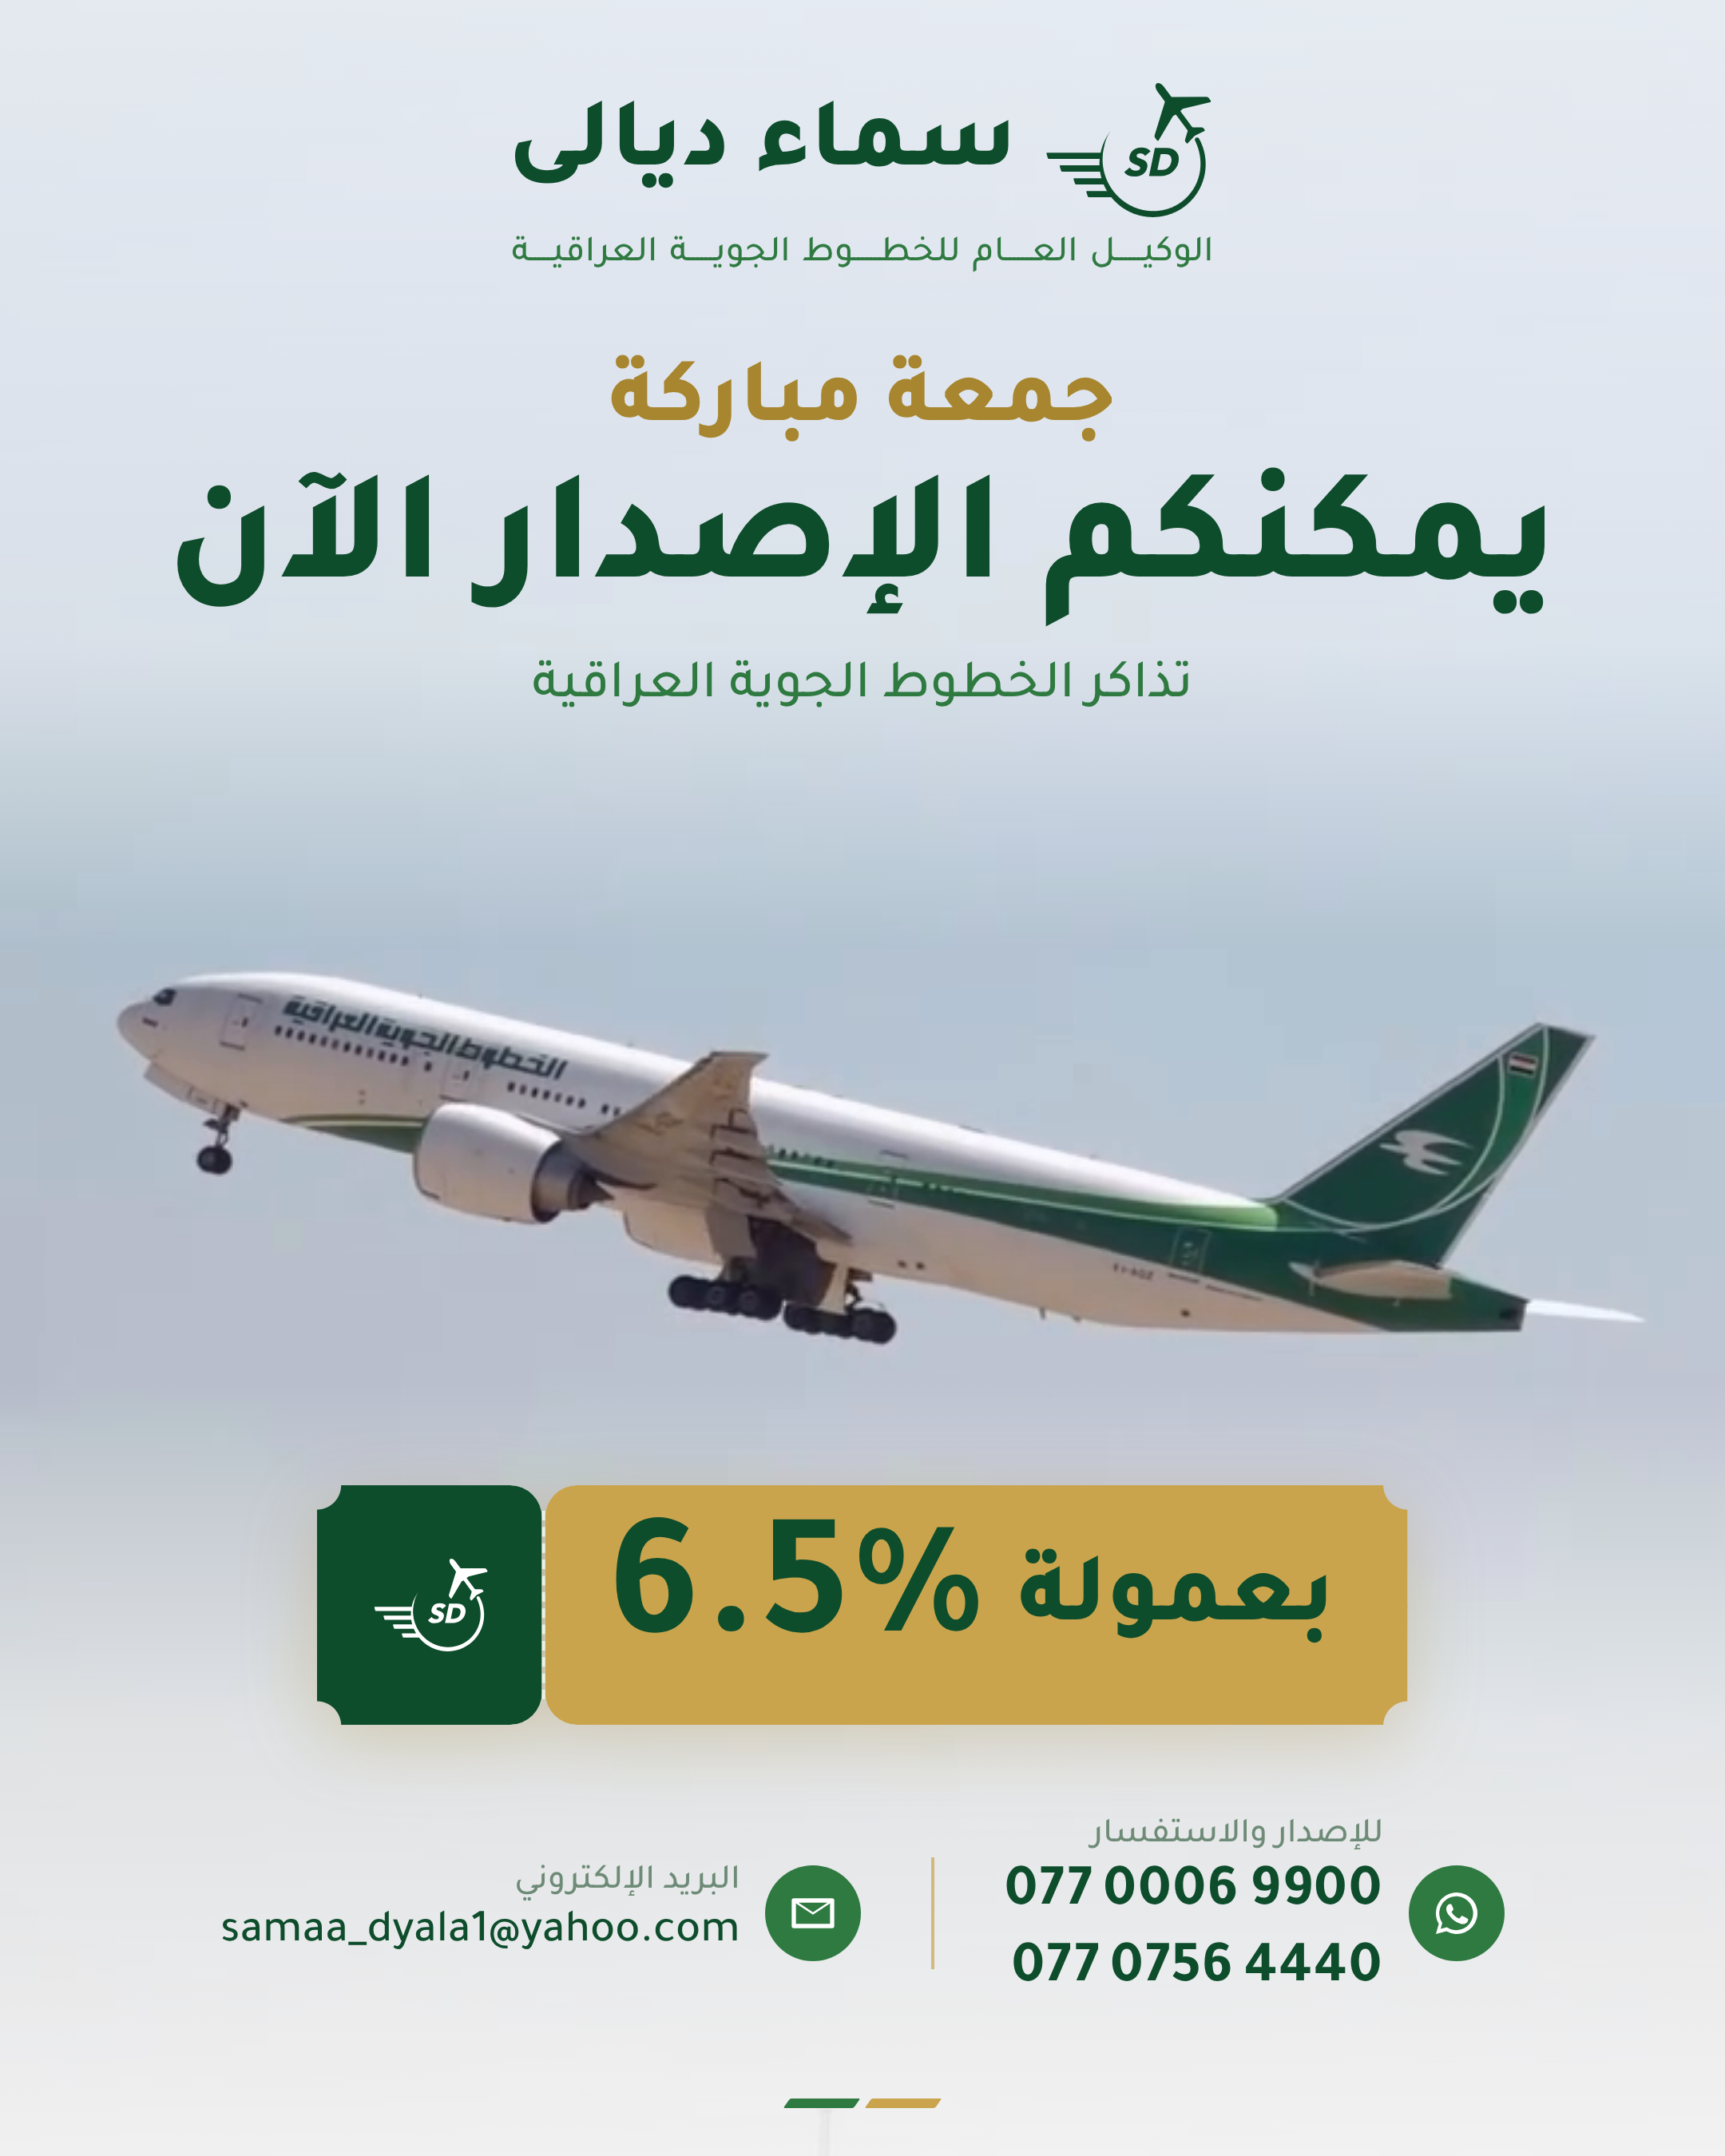 سماء ديالى
SD
الوكيـــل العـــام للخطـــوط الجويـــة العراقيـــة
جمعة مباركة
يمكنكم الإصدار الآن
تذاكر الخطوط الجوية العراقية
الخطوط الجوية العراقية
بعمولة 6.5%
SD
للإصدار والاستفسار
077 0006 9900
077 0756 4440
البريد الإلكتروني
samaa_dyala1@yahoo.com